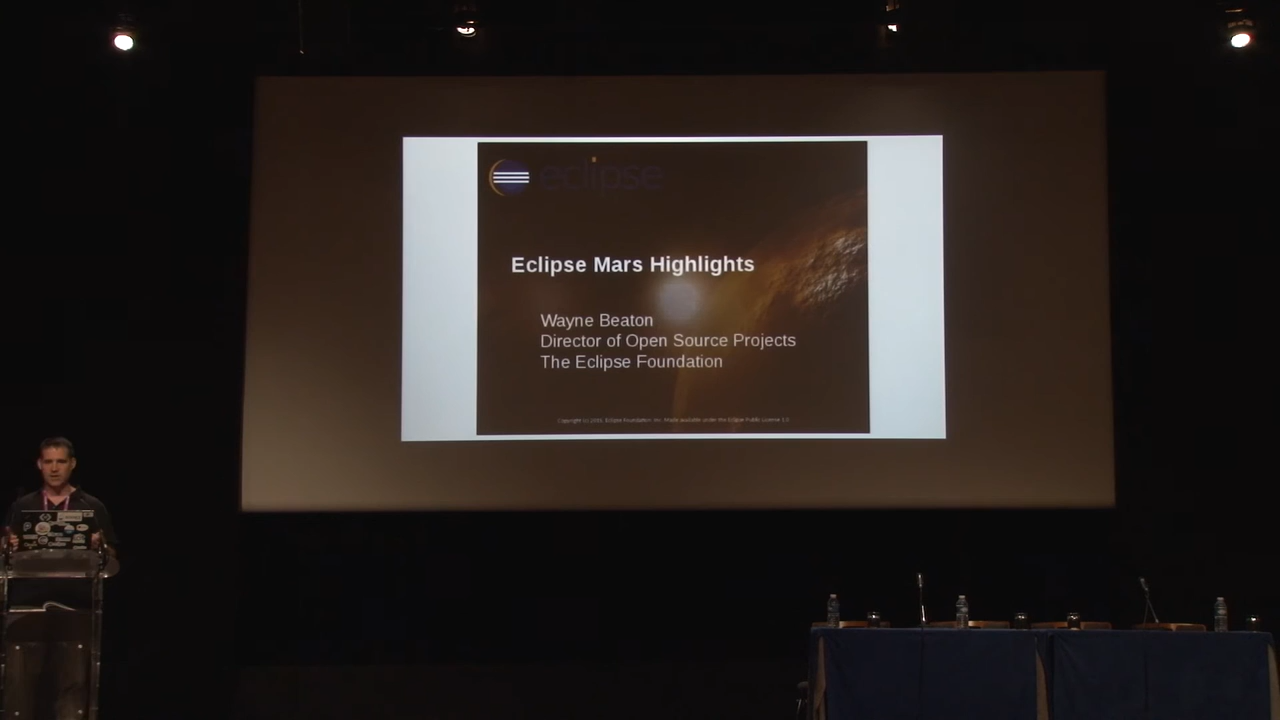 eclipse
Eclipse Mars Highlights
Wayne Beaton
Director of Open Source Projects
The Eclipse Foundation